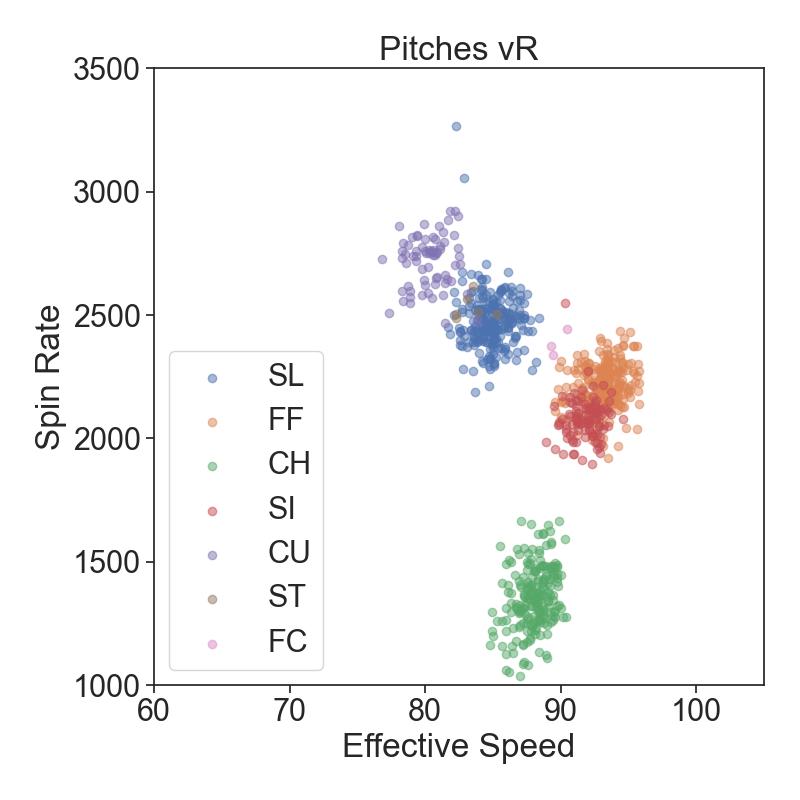 Pitches vR
3500
3000
2500
2000
1500
1000
Spin Rate
SL
FF
CH
SI
CU
ST
FC
60 70 80 90 100
Effective Speed